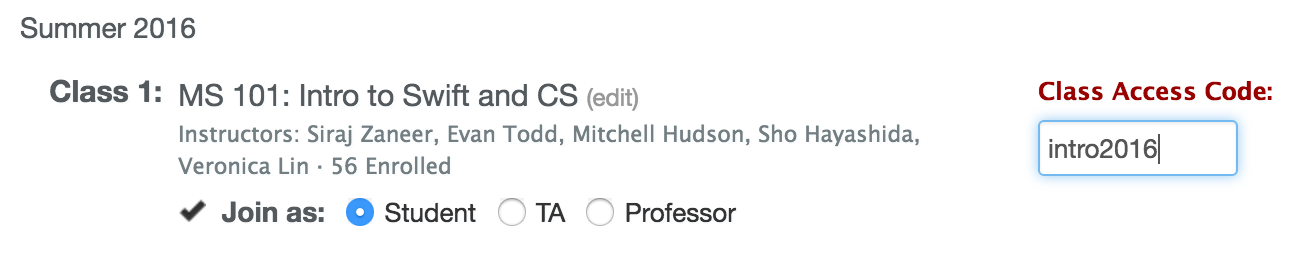 Summer 2016
Class 1: MS 101: Intro to Swift and CS (edit)
Instructors: Siraj Zaneer, Evan Todd, Mitchell Hudson, Sho Hayashida,
Veronica Lin · 56 Enrolled
Join as: Student TA Professor
Class Access Code:
intro2016